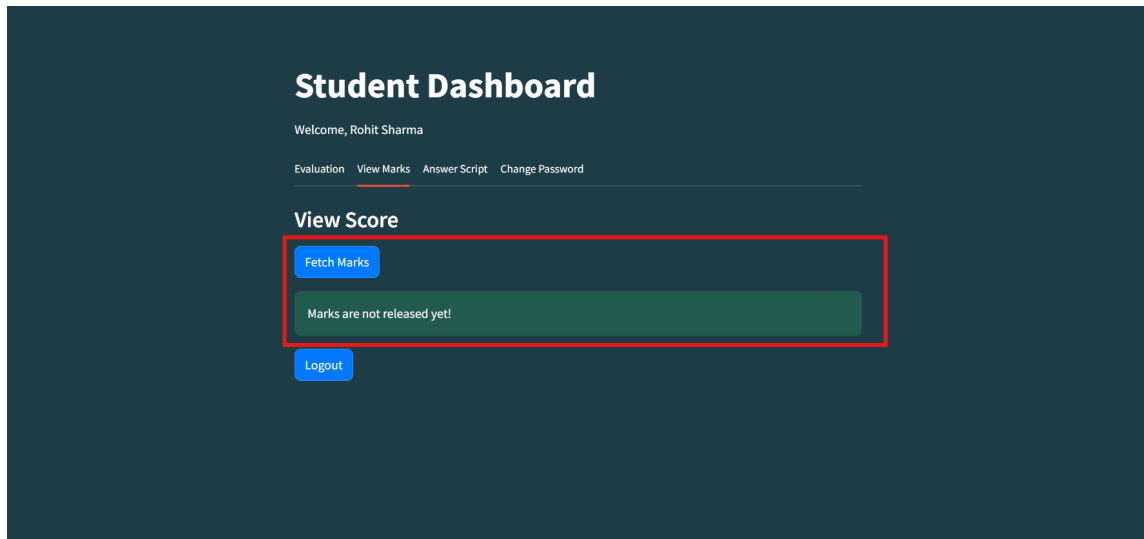 Student Dashboard
Welcome, Rohit Sharma
Evaluation View Marks Answer Script Change Password
View Score
Fetch Marks
Marks are not released yet!
Logout